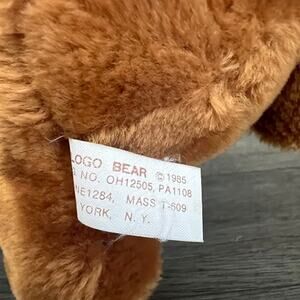 LOGO BEAR © 1985
NO. OH12505, PA1108
NE1284, MASS T-609
YORK, N. Y.